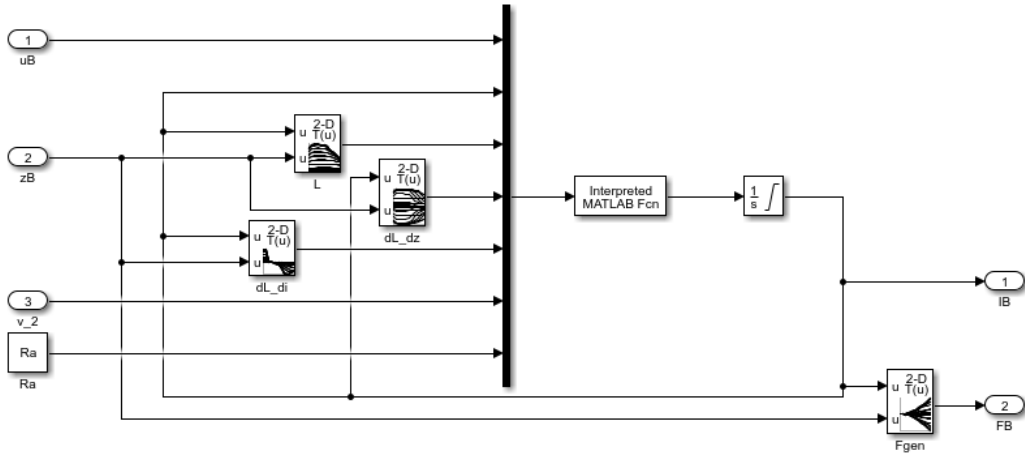 1
uB
2
zB
2-D
T(u)
u
u
L
2-D
T(u)
u
u
dL_dz
2-D
T(u)
u
u
dL_di
3
v_2
Ra
Ra
Interpreted
MATLAB Fcn
1
s
1
IB
2-D
T(u)
u
u
Fgen
2
FB